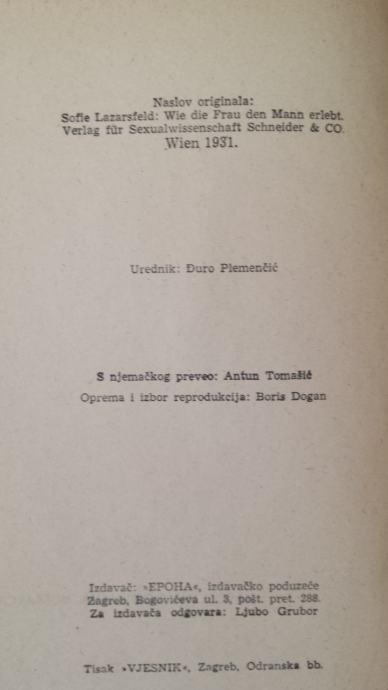 Naslov originala:
Sofie Lazarsfeld: Wie die Frau den Mann erlebt.
Verlag für Sexualwissenschaft Schneider & CO.
Wien 1931.
Urednik: Đuro Plemenčić
S njemačkog preveo: Antun Tomašić
Oprema i izbor reprodukcija: Boris Dogan
Izdavač: »EPOHA«, izdavačko poduzeće
Zagreb, Bogovićeva ul. 3, pošt. pret. 288.
Za izdavača odgovara: Ljubo Grubor
Tisak »VJESNIK«, Zagreb, Odranska bb.